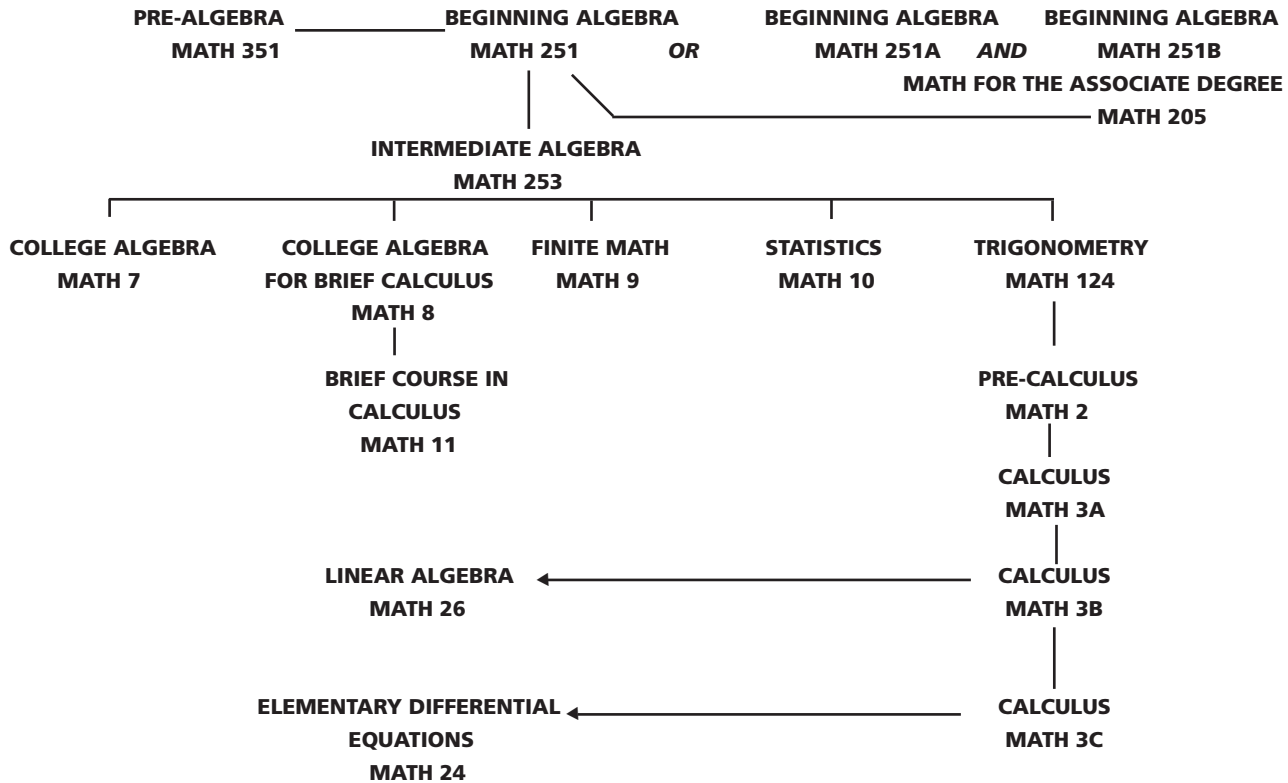 PRE-ALGEBRA BEGINNING ALGEBRA BEGINNING ALGEBRA BEGINNING ALGEBRA
MATH 351 MATH 251 OR MATH 251A AND MATH 251B
MATH FOR THE ASSOCIATE DEGREE
MATH 205
INTERMEDIATE ALGEBRA
MATH 253
COLLEGE ALGEBRA
MATH 7
COLLEGE ALGEBRA
FOR BRIEF CALCULUS
MATH 8
FINITE MATH
MATH 9
STATISTICS
MATH 10
TRIGONOMETRY
MATH 124
BRIEF COURSE IN
CALCULUS
MATH 11
PRE-CALCULUS
MATH 2
CALCULUS
MATH 3A
LINEAR ALGEBRA
MATH 26
CALCULUS
MATH 3B
ELEMENTARY DIFFERENTIAL
EQUATIONS
MATH 24
CALCULUS
MATH 3C